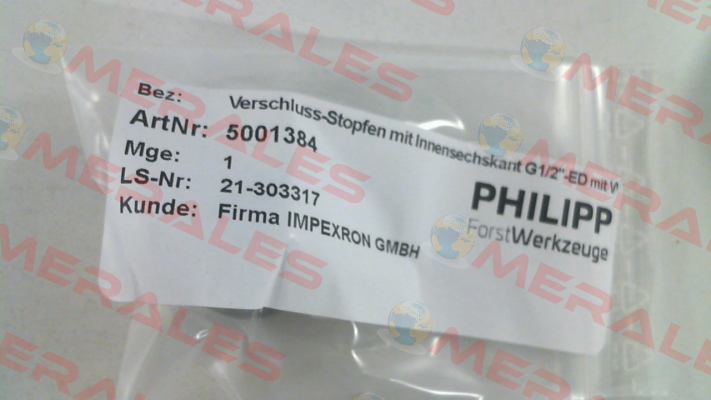 Bez: Verschluss-Stopfen mit Innensechskant G1/2"-ED mit
ArtNr: 5001384
Mge: 1
LS-Nr: 21-303317
Kunde: Firma IMPEXRON GMBH
PHILIPP
ForstWerkzeuge
MERALES
MERALES
MERALES
MERALES
MERALES
MERALES
MERALES